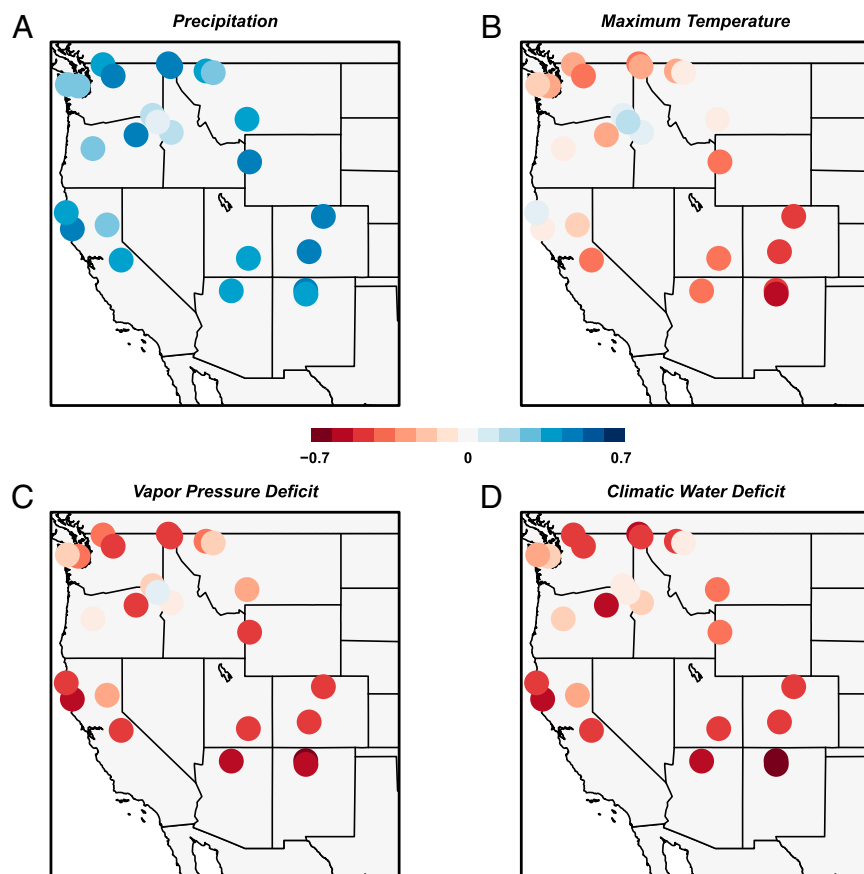 A
Precipitation
B
Maximum Temperature
−0.7
0
0.7
C
Vapor Pressure Deficit
D
Climatic Water Deficit